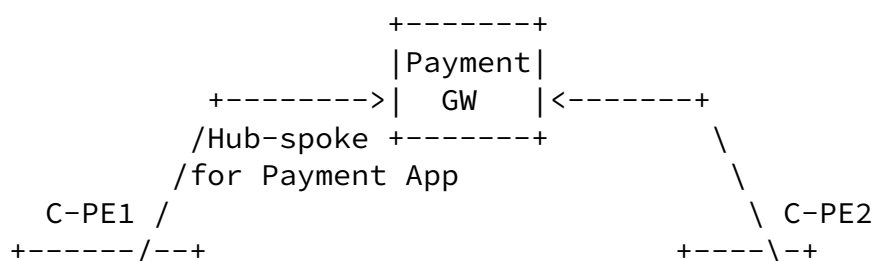 +-------+
                    |Payment|
          +-------->|  GW   |<-------+
         /Hub-spoke +-------+         \
        /for Payment App               \
 C-PE1 /                                \ C-PE2
+------/--+                         +----\-+